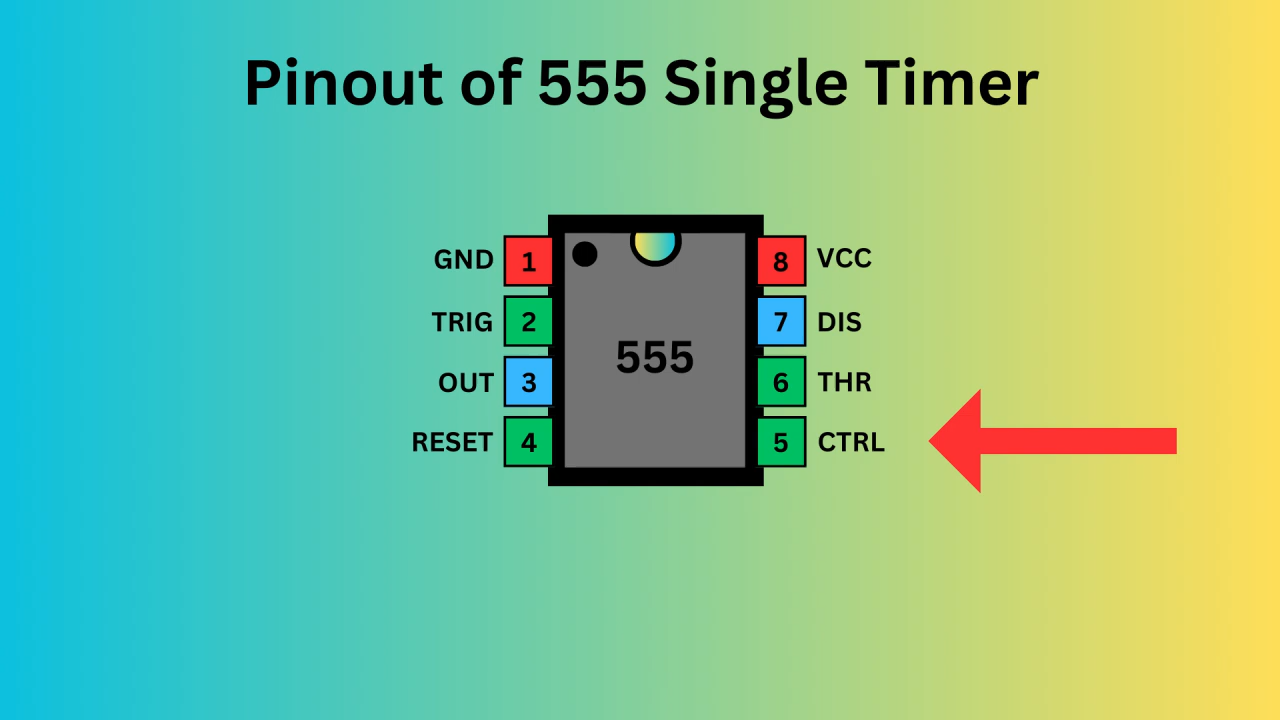 Pinout of 555 Single Timer
GND 1 8 VCC
TRIG 2 7 DIS
555
OUT 3 6 THR
RESET 4 5 CTRL